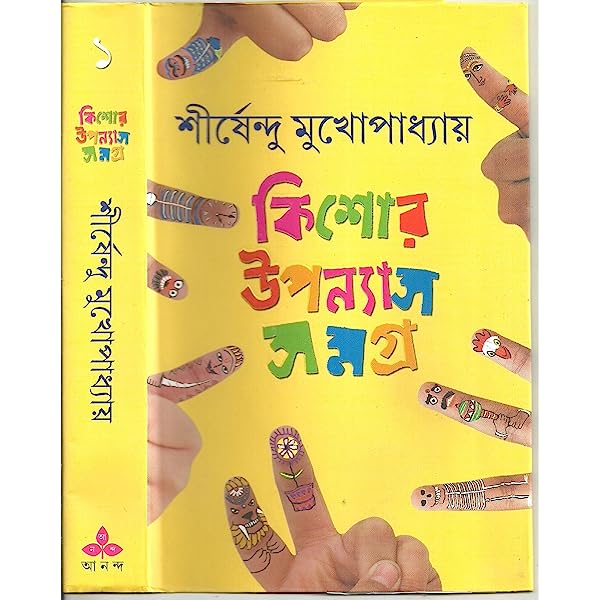 ১
কিশোর
উপন্যাস
সমগ্র
শীর্ষেন্দু মুখোপাধ্যায়
আ
ন ন্দ
আনন্দ
শীর্ষেন্দু মুখোপাধ্যায়
কিশোর
উপন্যাস
সমগ্র